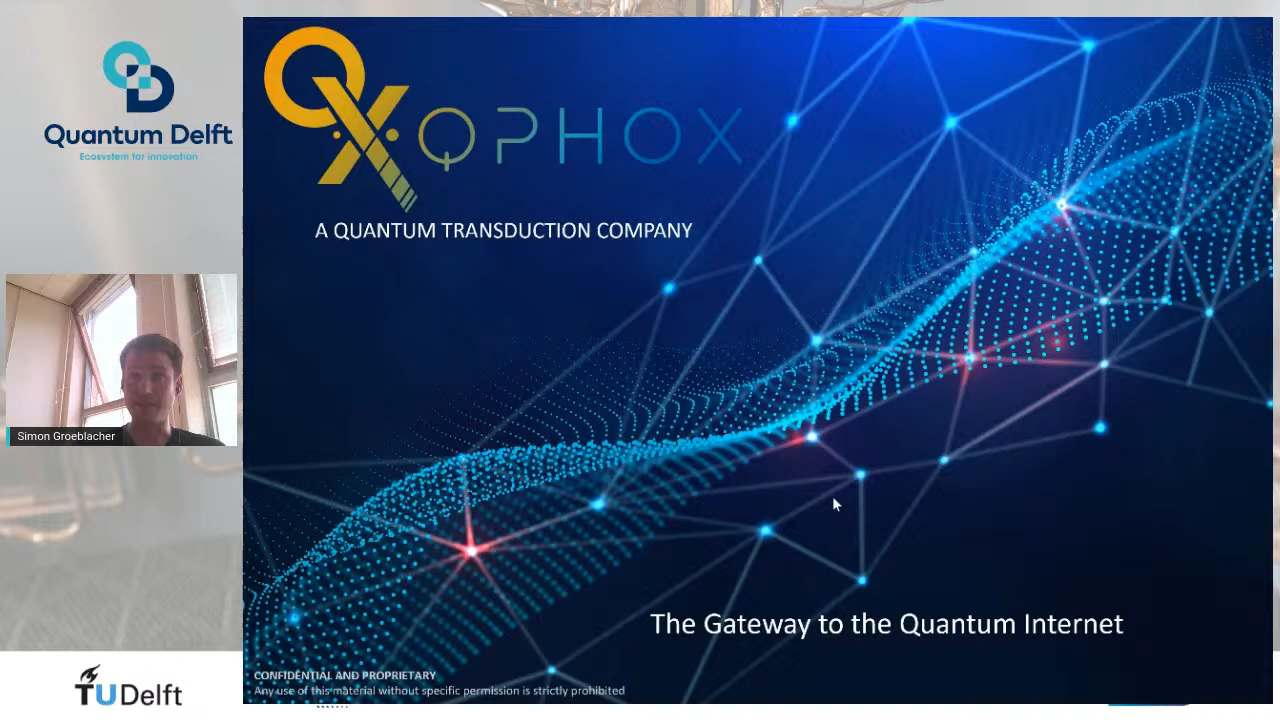 Quantum Delft
Ecosystem for innovation
Simon Groeblacher
TU Delft
QPHOX
A QUANTUM TRANSDUCTION COMPANY
The Gateway to the Quantum Internet
CONFIDENTIAL AND PROPRIETARY
Any use of this material without specific permission is strictly prohibited